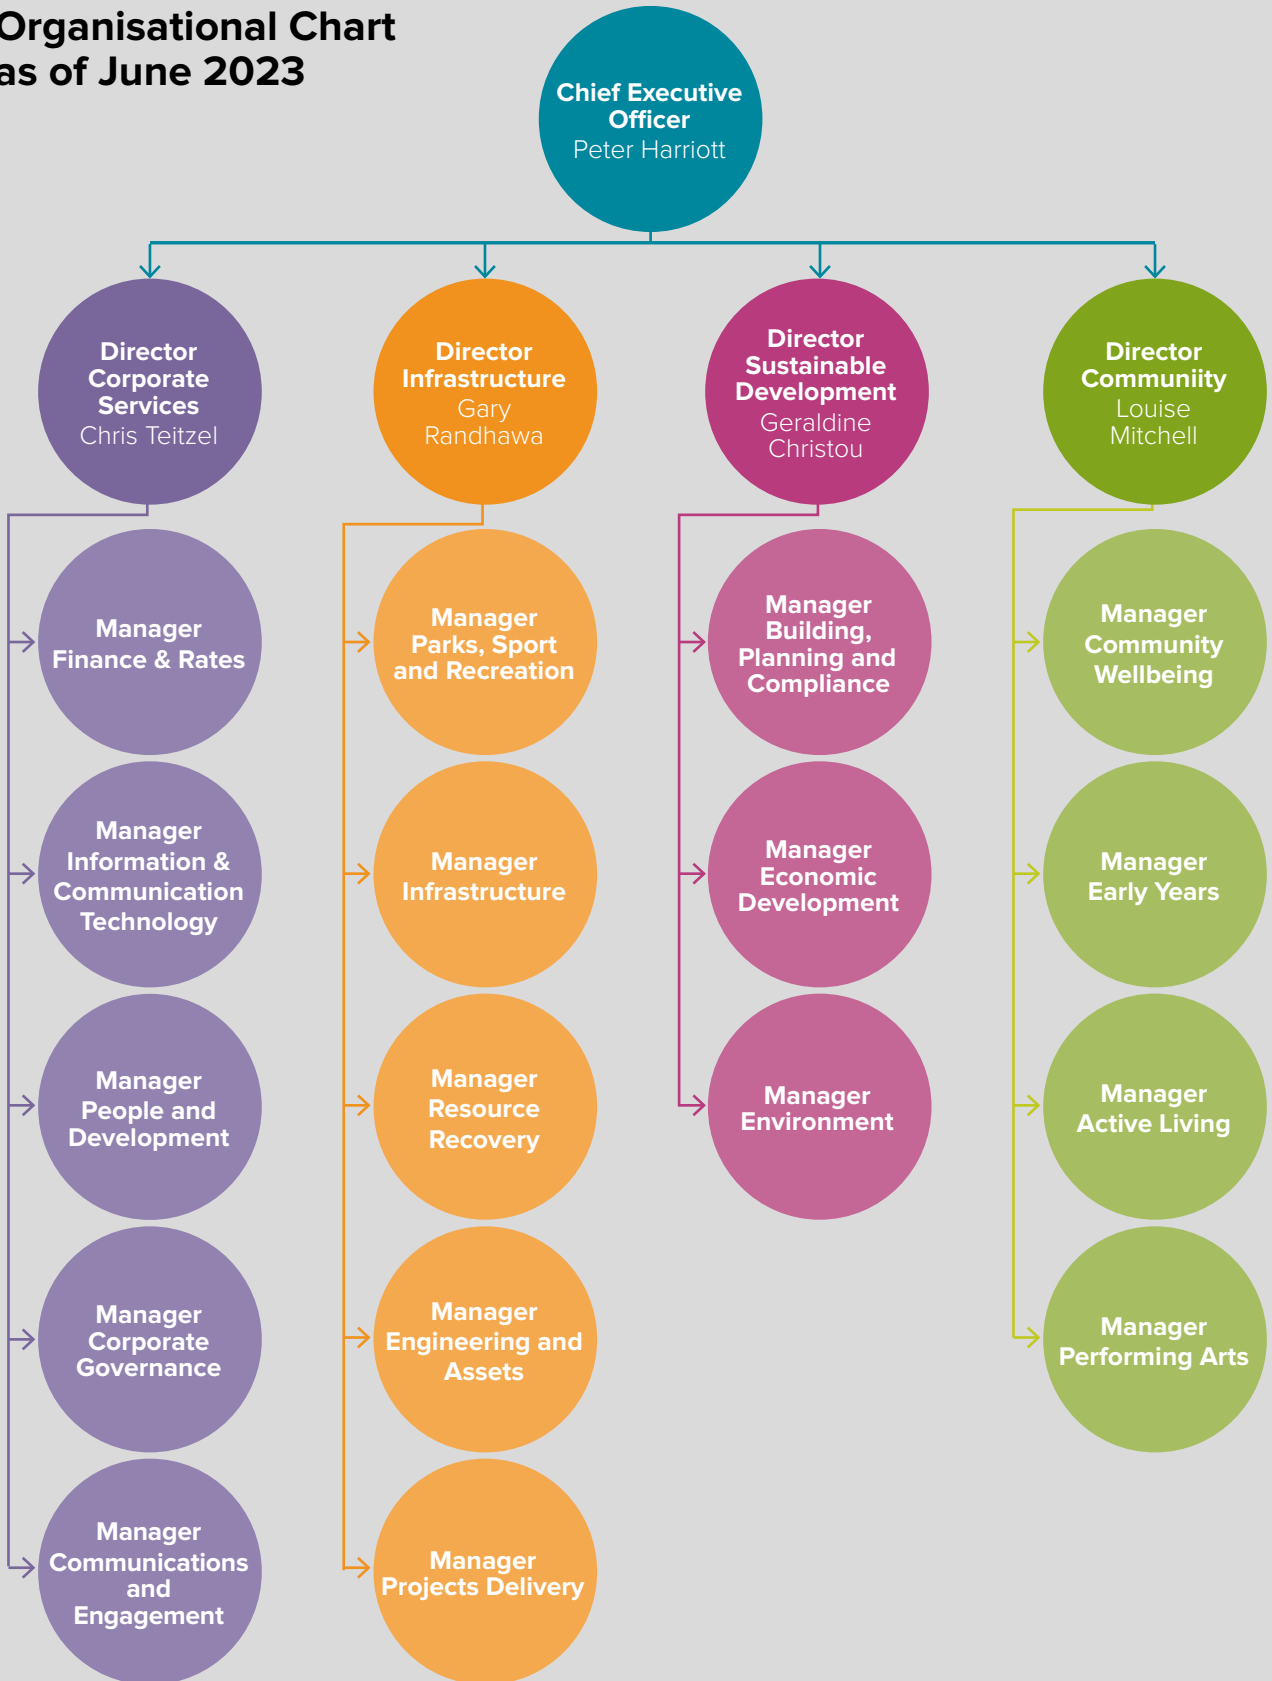 Organisational Chart
as of June 2023
Chief Executive
Officer
Peter Harriott
Director
Corporate
Services
Chris Teitzel
Manager
Finance & Rates
Manager
Information &
Communication
Technology
Manager
People and
Development
Manager
Corporate
Governance
Manager
Communications
and
Engagement
Director
Infrastructure
Gary
Randhawa
Manager
Parks, Sport
and Recreation
Manager
Infrastructure
Manager
Resource
Recovery
Manager
Engineering and
Assets
Manager
Projects Delivery
Director
Sustainable
Development
Geraldine
Christou
Manager
Building,
Planning and
Compliance
Manager
Economic
Development
Manager
Environment
Director
Communiity
Louise
Mitchell
Manager
Community
Wellbeing
Manager
Early Years
Manager
Active Living
Manager
Performing Arts